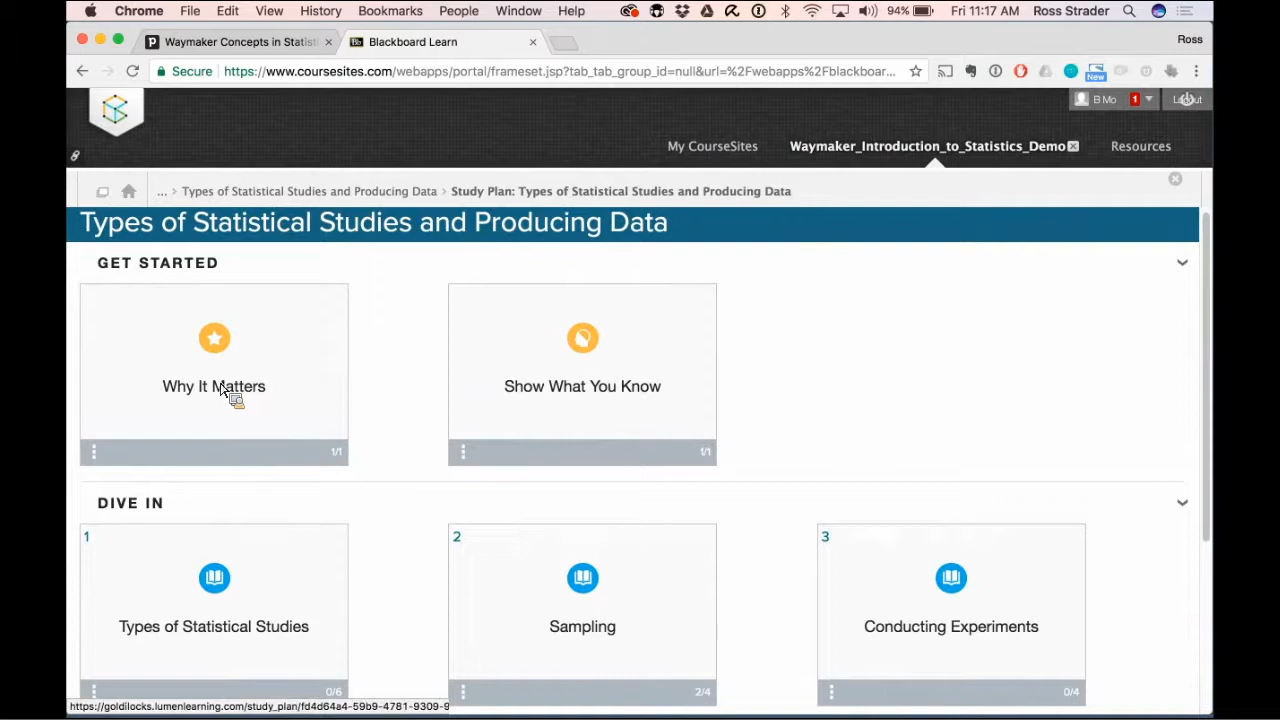 Chrome File Edit View History Bookmarks People Window Help 94% Fri 11:17 AM Ross Strader
Waymaker Concepts in Statist × Blackboard Learn × Ross
Secure https://www.coursesites.com/webapps/portal/frameset.jsp?tab_tab_group_id=null&url=%2Fwebapps%2Fblackboar...
New
B Mo 1 Logout
My CourseSites Waymaker_Introduction_to_Statistics_Demo Resources
... > Types of Statistical Studies and Producing Data > Study Plan: Types of Statistical Studies and Producing Data
Types of Statistical Studies and Producing Data
GET STARTED
Why It Matters
Show What You Know
1/1
1/1
DIVE IN
1
2
3
Types of Statistical Studies
Sampling
Conducting Experiments
0/6
2/4
0/4
https://goldilocks.lumenlearning.com/study_plan/fd4d64a4-59b9-4781-9309-9